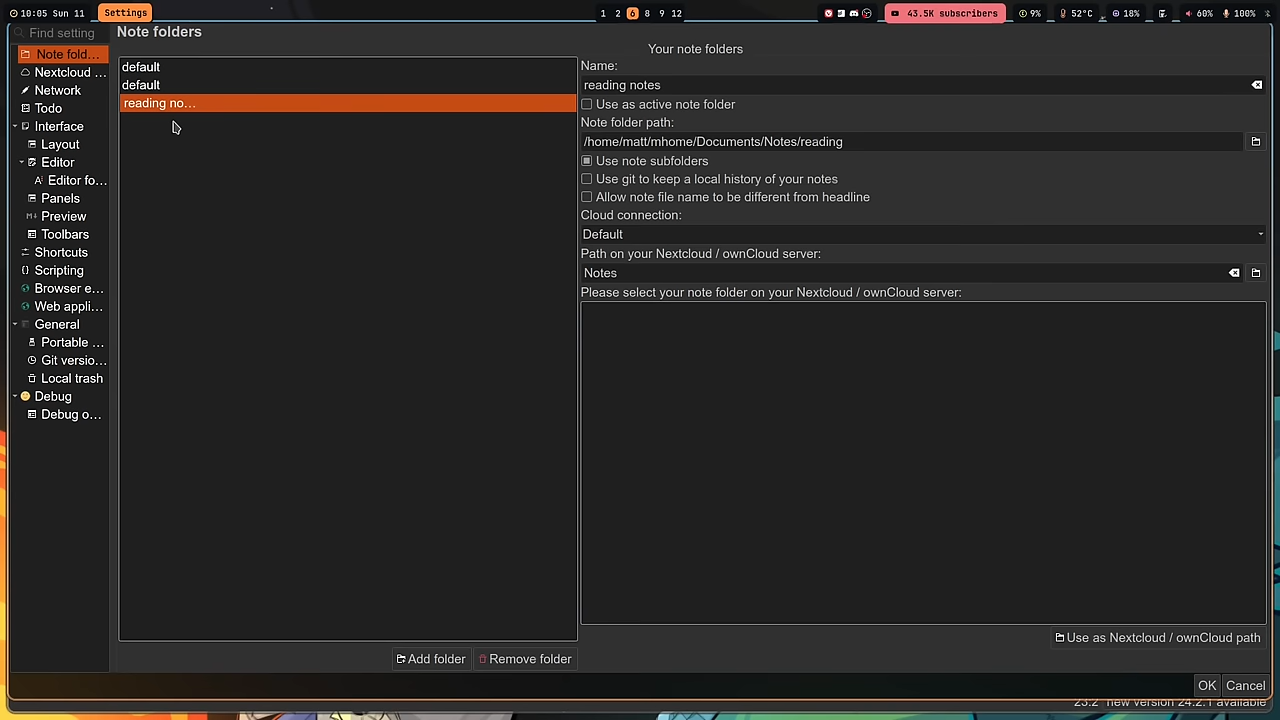 10:05 Sun 11
Settings
1 2 6 8 9 12
43.5K subscribers
9%
52°C
18%
60%
100%
Find setting
Note fold...
Nextcloud ...
Network
Todo
Interface
Layout
Editor
Editor fo...
Panels
Preview
Toolbars
Shortcuts
Scripting
Browser e...
Web appli...
General
Portable ...
Git versio...
Local trash
Debug
Debug o...
Note folders
default
default
reading no...
Add folder
Remove folder
Your note folders
Name:
reading notes
Use as active note folder
Note folder path:
/home/matt/mhome/Documents/Notes/reading
Use note subfolders
Use git to keep a local history of your notes
Allow note file name to be different from headline
Cloud connection:
Default
Path on your Nextcloud / ownCloud server:
Notes
Please select your note folder on your Nextcloud / ownCloud server:
Use as Nextcloud / ownCloud path
OK
Cancel
new version 24.2.1 available